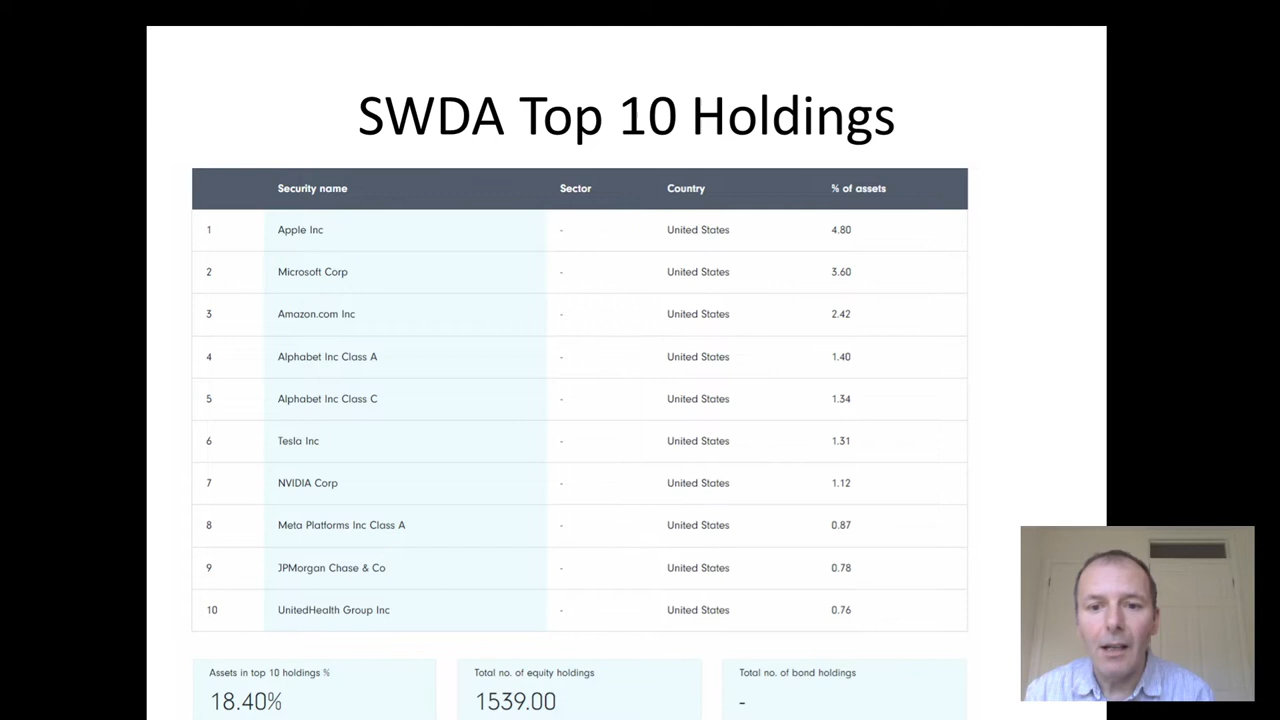 SWDA Top 10 Holdings
Security name Sector Country % of assets
1 Apple Inc - United States 4.80
2 Microsoft Corp - United States 3.60
3 Amazon.com Inc - United States 2.42
4 Alphabet Inc Class A - United States 1.40
5 Alphabet Inc Class C - United States 1.34
6 Tesla Inc - United States 1.31
7 NVIDIA Corp - United States 1.12
8 Meta Platforms Inc Class A - United States 0.87
9 JPMorgan Chase & Co - United States 0.78
10 UnitedHealth Group Inc - United States 0.76
Assets in top 10 holdings % Total no. of equity holdings Total no. of bond holdings
18.40% 1539.00 -